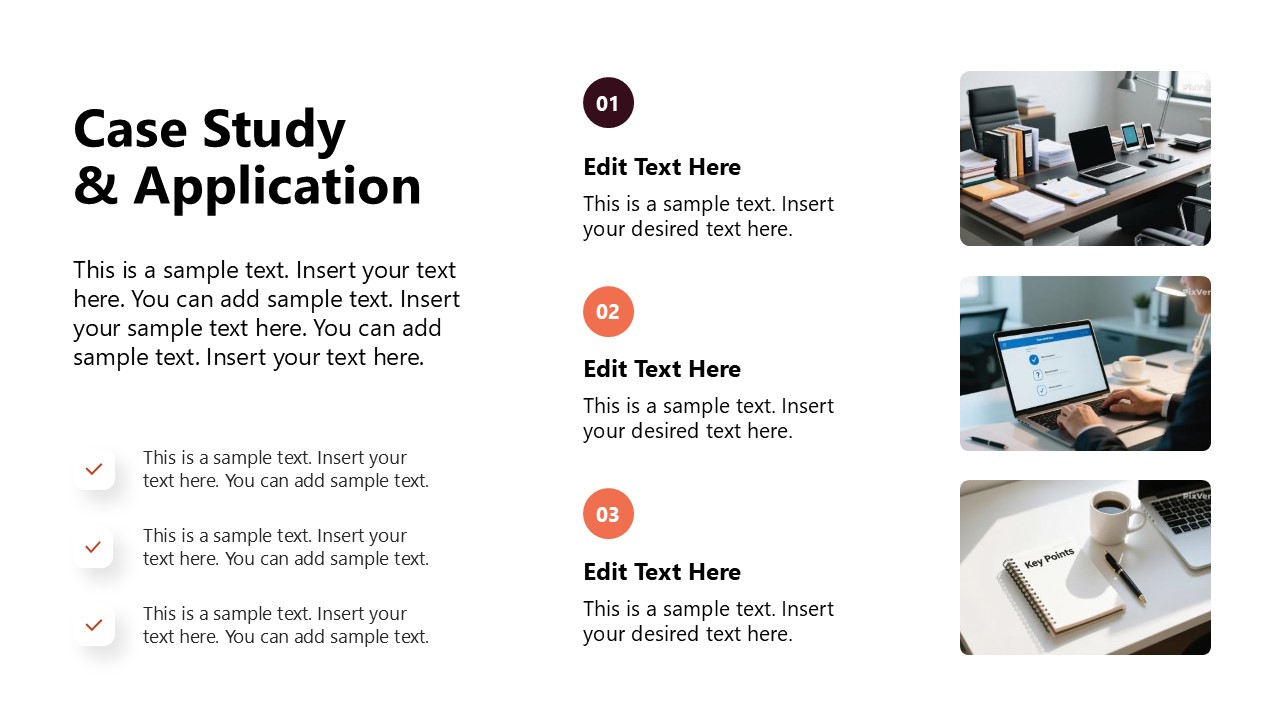 Case Study
& Application
This is a sample text. Insert your text
here. You can add sample text. Insert
your sample text here. You can add
sample text. Insert your text here.
This is a sample text. Insert your
text here. You can add sample text.
This is a sample text. Insert your
text here. You can add sample text.
This is a sample text. Insert your
text here. You can add sample text.
01
Edit Text Here
This is a sample text. Insert
your desired text here.
02
Edit Text Here
This is a sample text. Insert
your desired text here.
03
Edit Text Here
This is a sample text. Insert
your desired text here.
PixVer
PixVer
Key Points